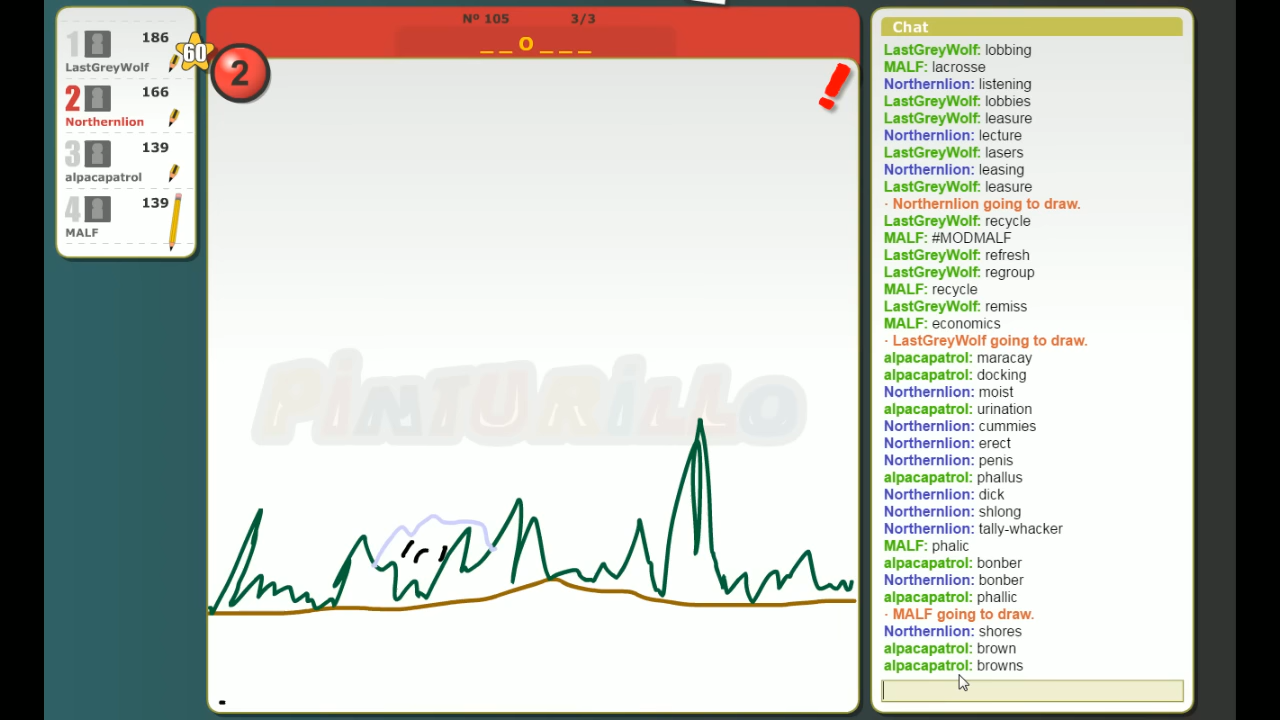 Nº 105 3/3
_ _ O _ _ _
1 186
LastGreyWolf
60
2 166
Northernlion
3 139
alpacapatrol
4 139
MALF
2
!
PiNTURiLLO
Chat
LastGreyWolf: lobbing
MALF: lacrosse
Northernlion: listening
LastGreyWolf: lobbies
LastGreyWolf: leasure
Northernlion: lecture
LastGreyWolf: lasers
Northernlion: leasing
LastGreyWolf: leasure
· Northernlion going to draw.
LastGreyWolf: recycle
MALF: #MODMALF
LastGreyWolf: refresh
LastGreyWolf: regroup
MALF: recycle
LastGreyWolf: remiss
MALF: economics
· LastGreyWolf going to draw.
alpacapatrol: maracay
alpacapatrol: docking
Northernlion: moist
alpacapatrol: urination
Northernlion: cummies
Northernlion: erect
Northernlion: penis
alpacapatrol: phallus
Northernlion: dick
Northernlion: shlong
Northernlion: tally-whacker
MALF: phalic
alpacapatrol: bonber
Northernlion: bonber
alpacapatrol: phallic
· MALF going to draw.
Northernlion: shores
alpacapatrol: brown
alpacapatrol: browns